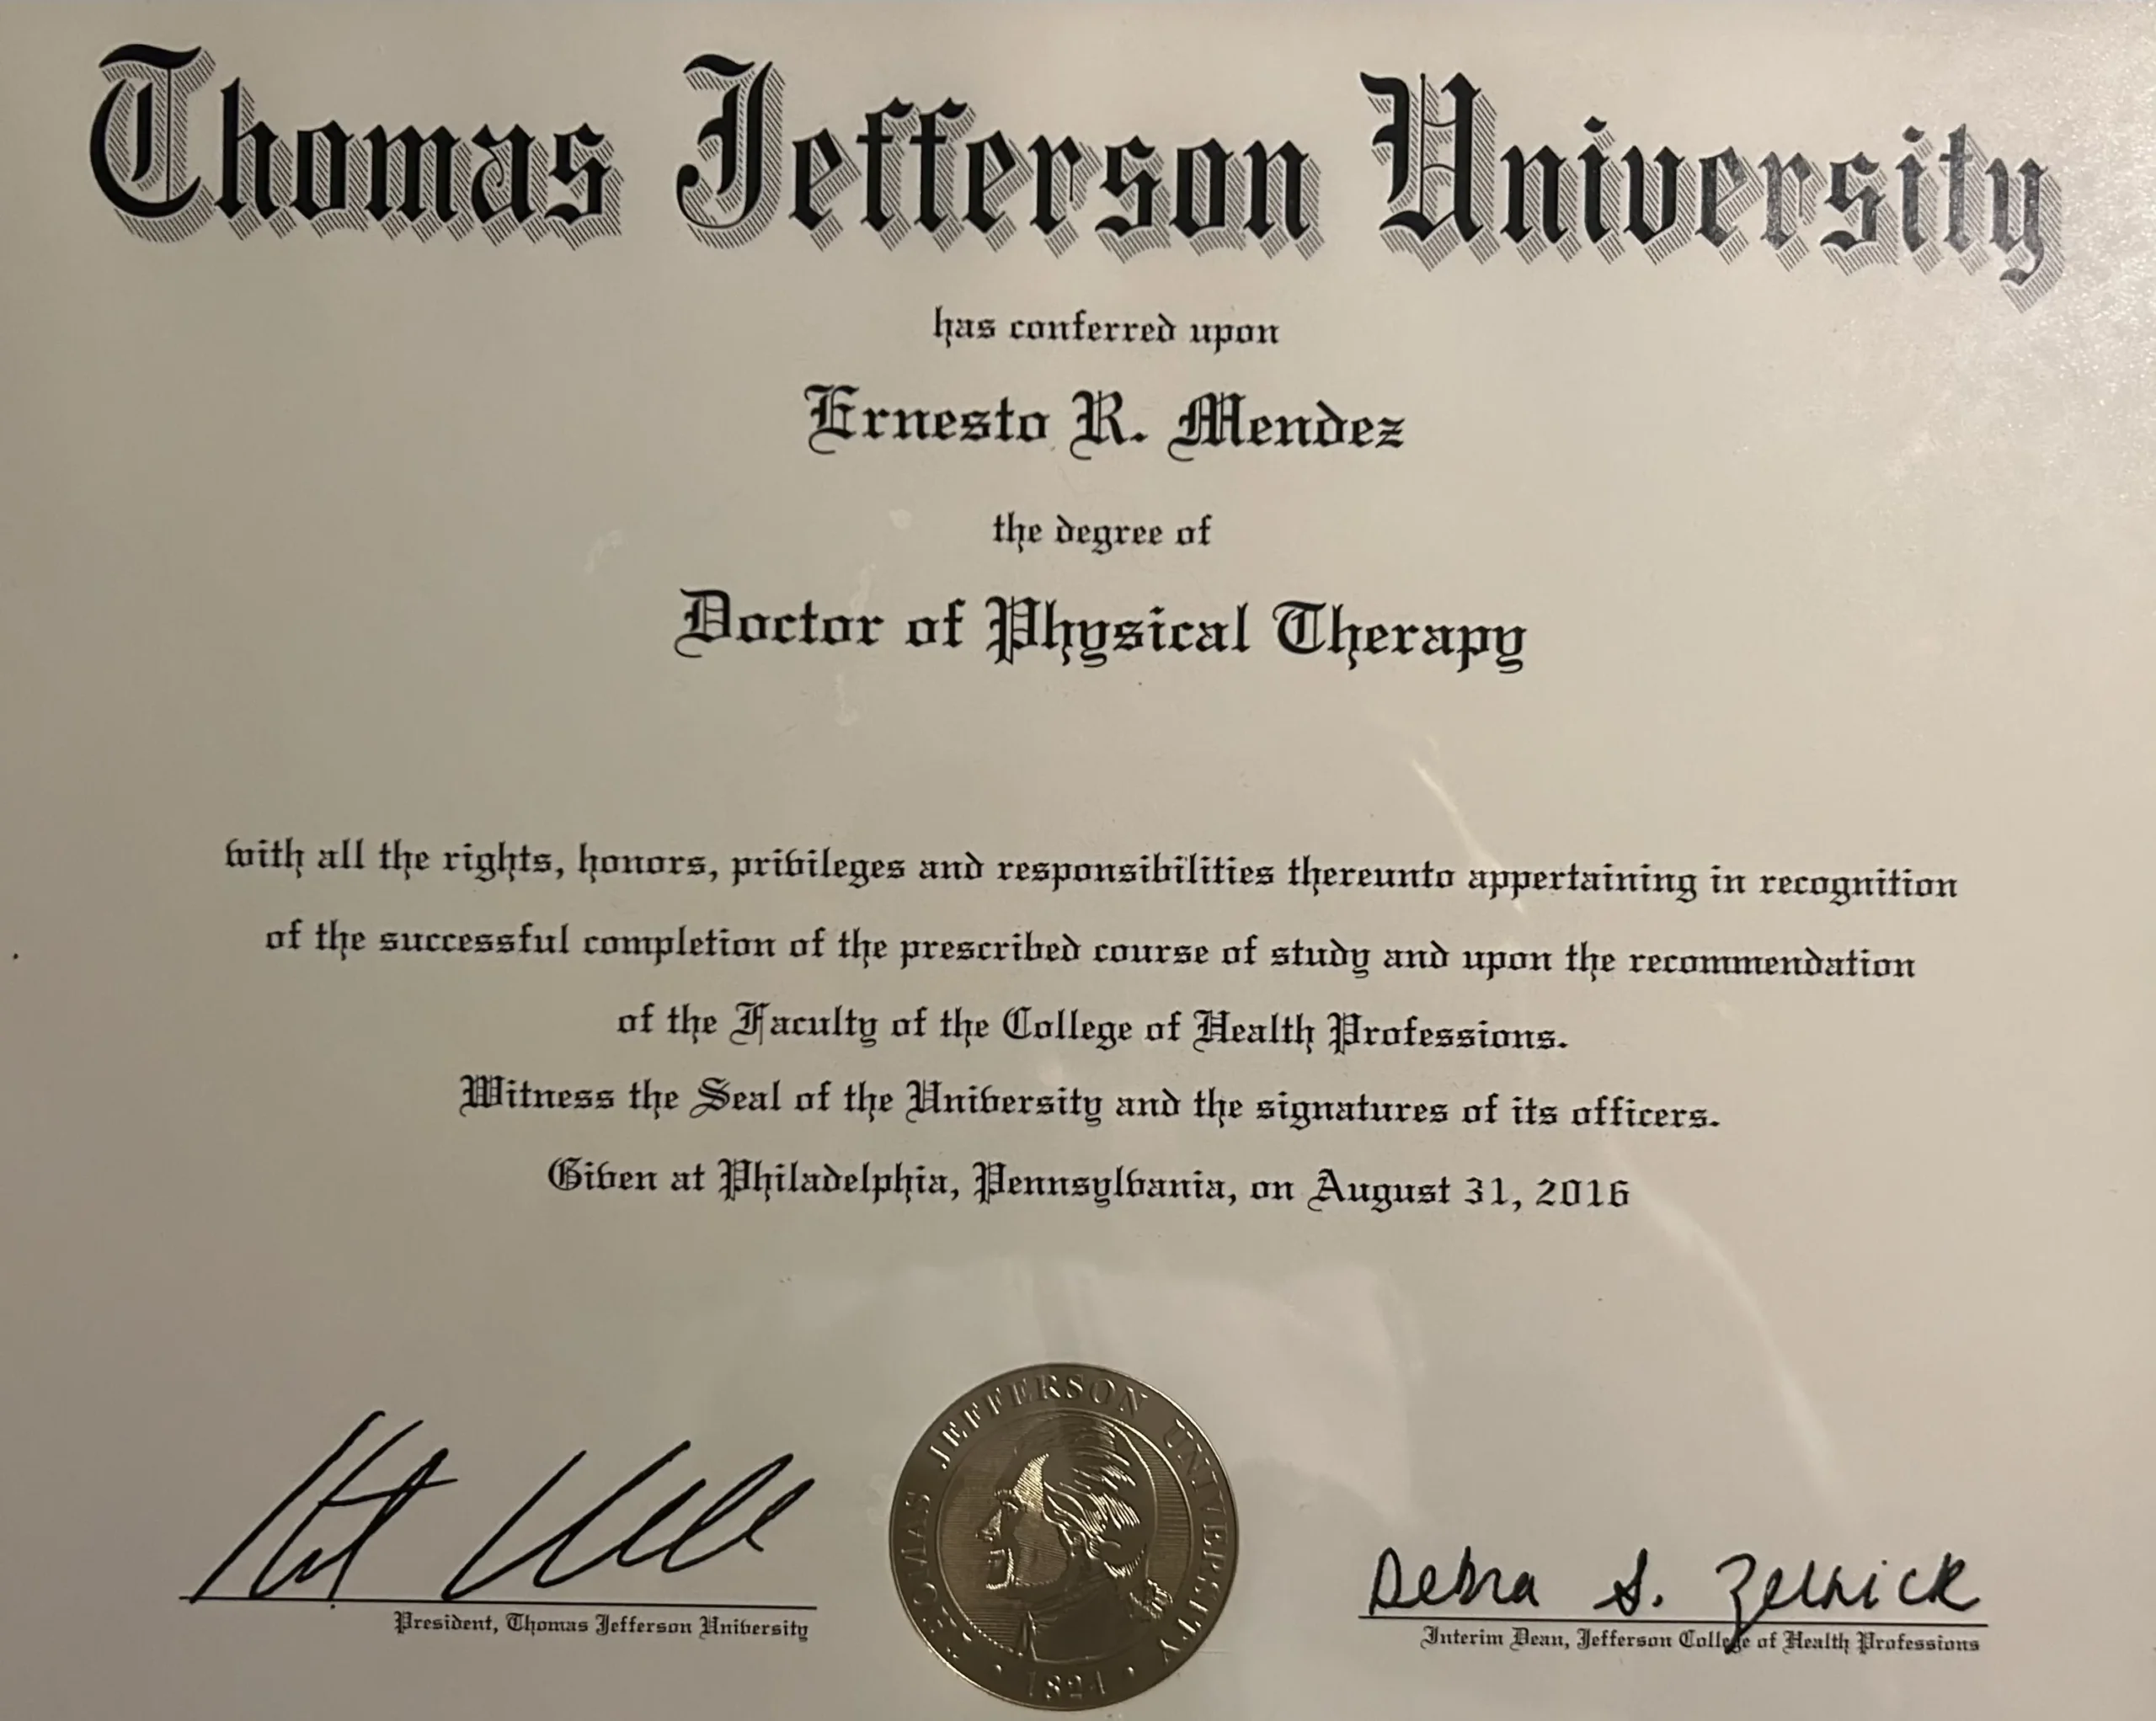 Thomas Jefferson University
has conferred upon
Ernesto R. Mendez
the degree of
Doctor of Physical Therapy
with all the rights, honors, privileges and responsibilities thereunto appertaining in recognition
of the successful completion of the prescribed course of study and upon the recommendation
of the Faculty of the College of Health Professions.
Witness the Seal of the University and the signatures of its officers.
Given at Philadelphia, Pennsylvania, on August 31, 2016
THOMAS JEFFERSON UNIVERSITY
· 1824 ·
President, Thomas Jefferson University
Debra S. Zelnick
Interim Dean, Jefferson College of Health Professions